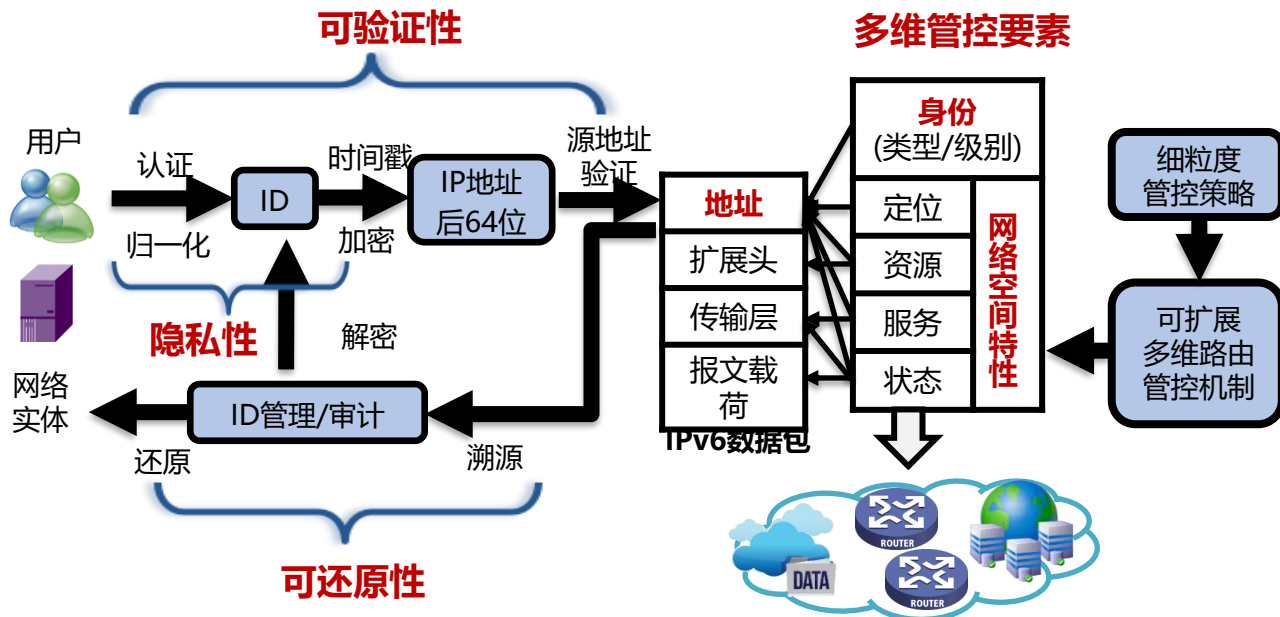 可验证性
多维管控要素
用户
认证
归一化
ID
时间戳
加密
IP地址
后64位
源地址
验证
隐私性
解密
网络
实体
还原
ID管理/审计
溯源
可还原性
地址
扩展头
传输层
报文载
荷
IPv6数据包
身份
(类型/级别)
定位
资源
服务
状态
网络空间特性
细粒度
管控策略
可扩展
多维路由
管控机制
DATA
ROUTER
ROUTER